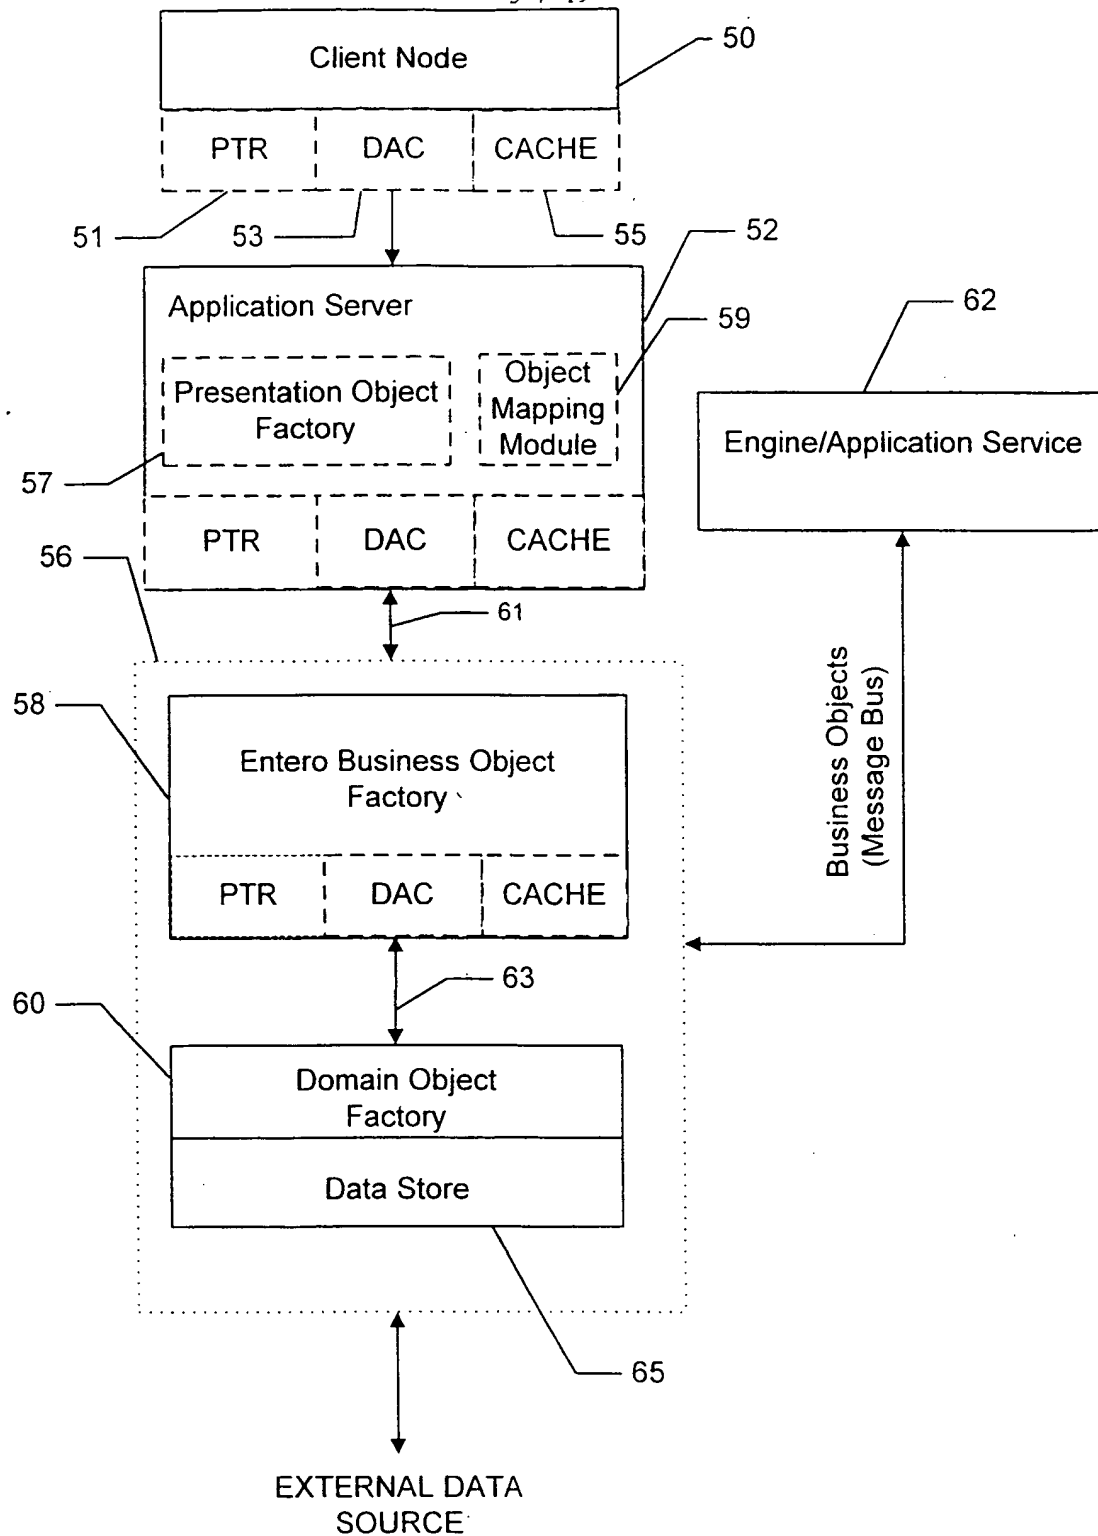 Client Node
50
PTR
DAC
CACHE
51
53
55
52
Application Server
59
62
Presentation Object
Factory
Object
Mapping
Module
Engine/Application Service
57
PTR
DAC
CACHE
56
61
58
Entero Business Object
Factory
Business Objects
(Message Bus)
PTR
DAC
CACHE
63
60
Domain Object
Factory
Data Store
65
EXTERNAL DATA
SOURCE